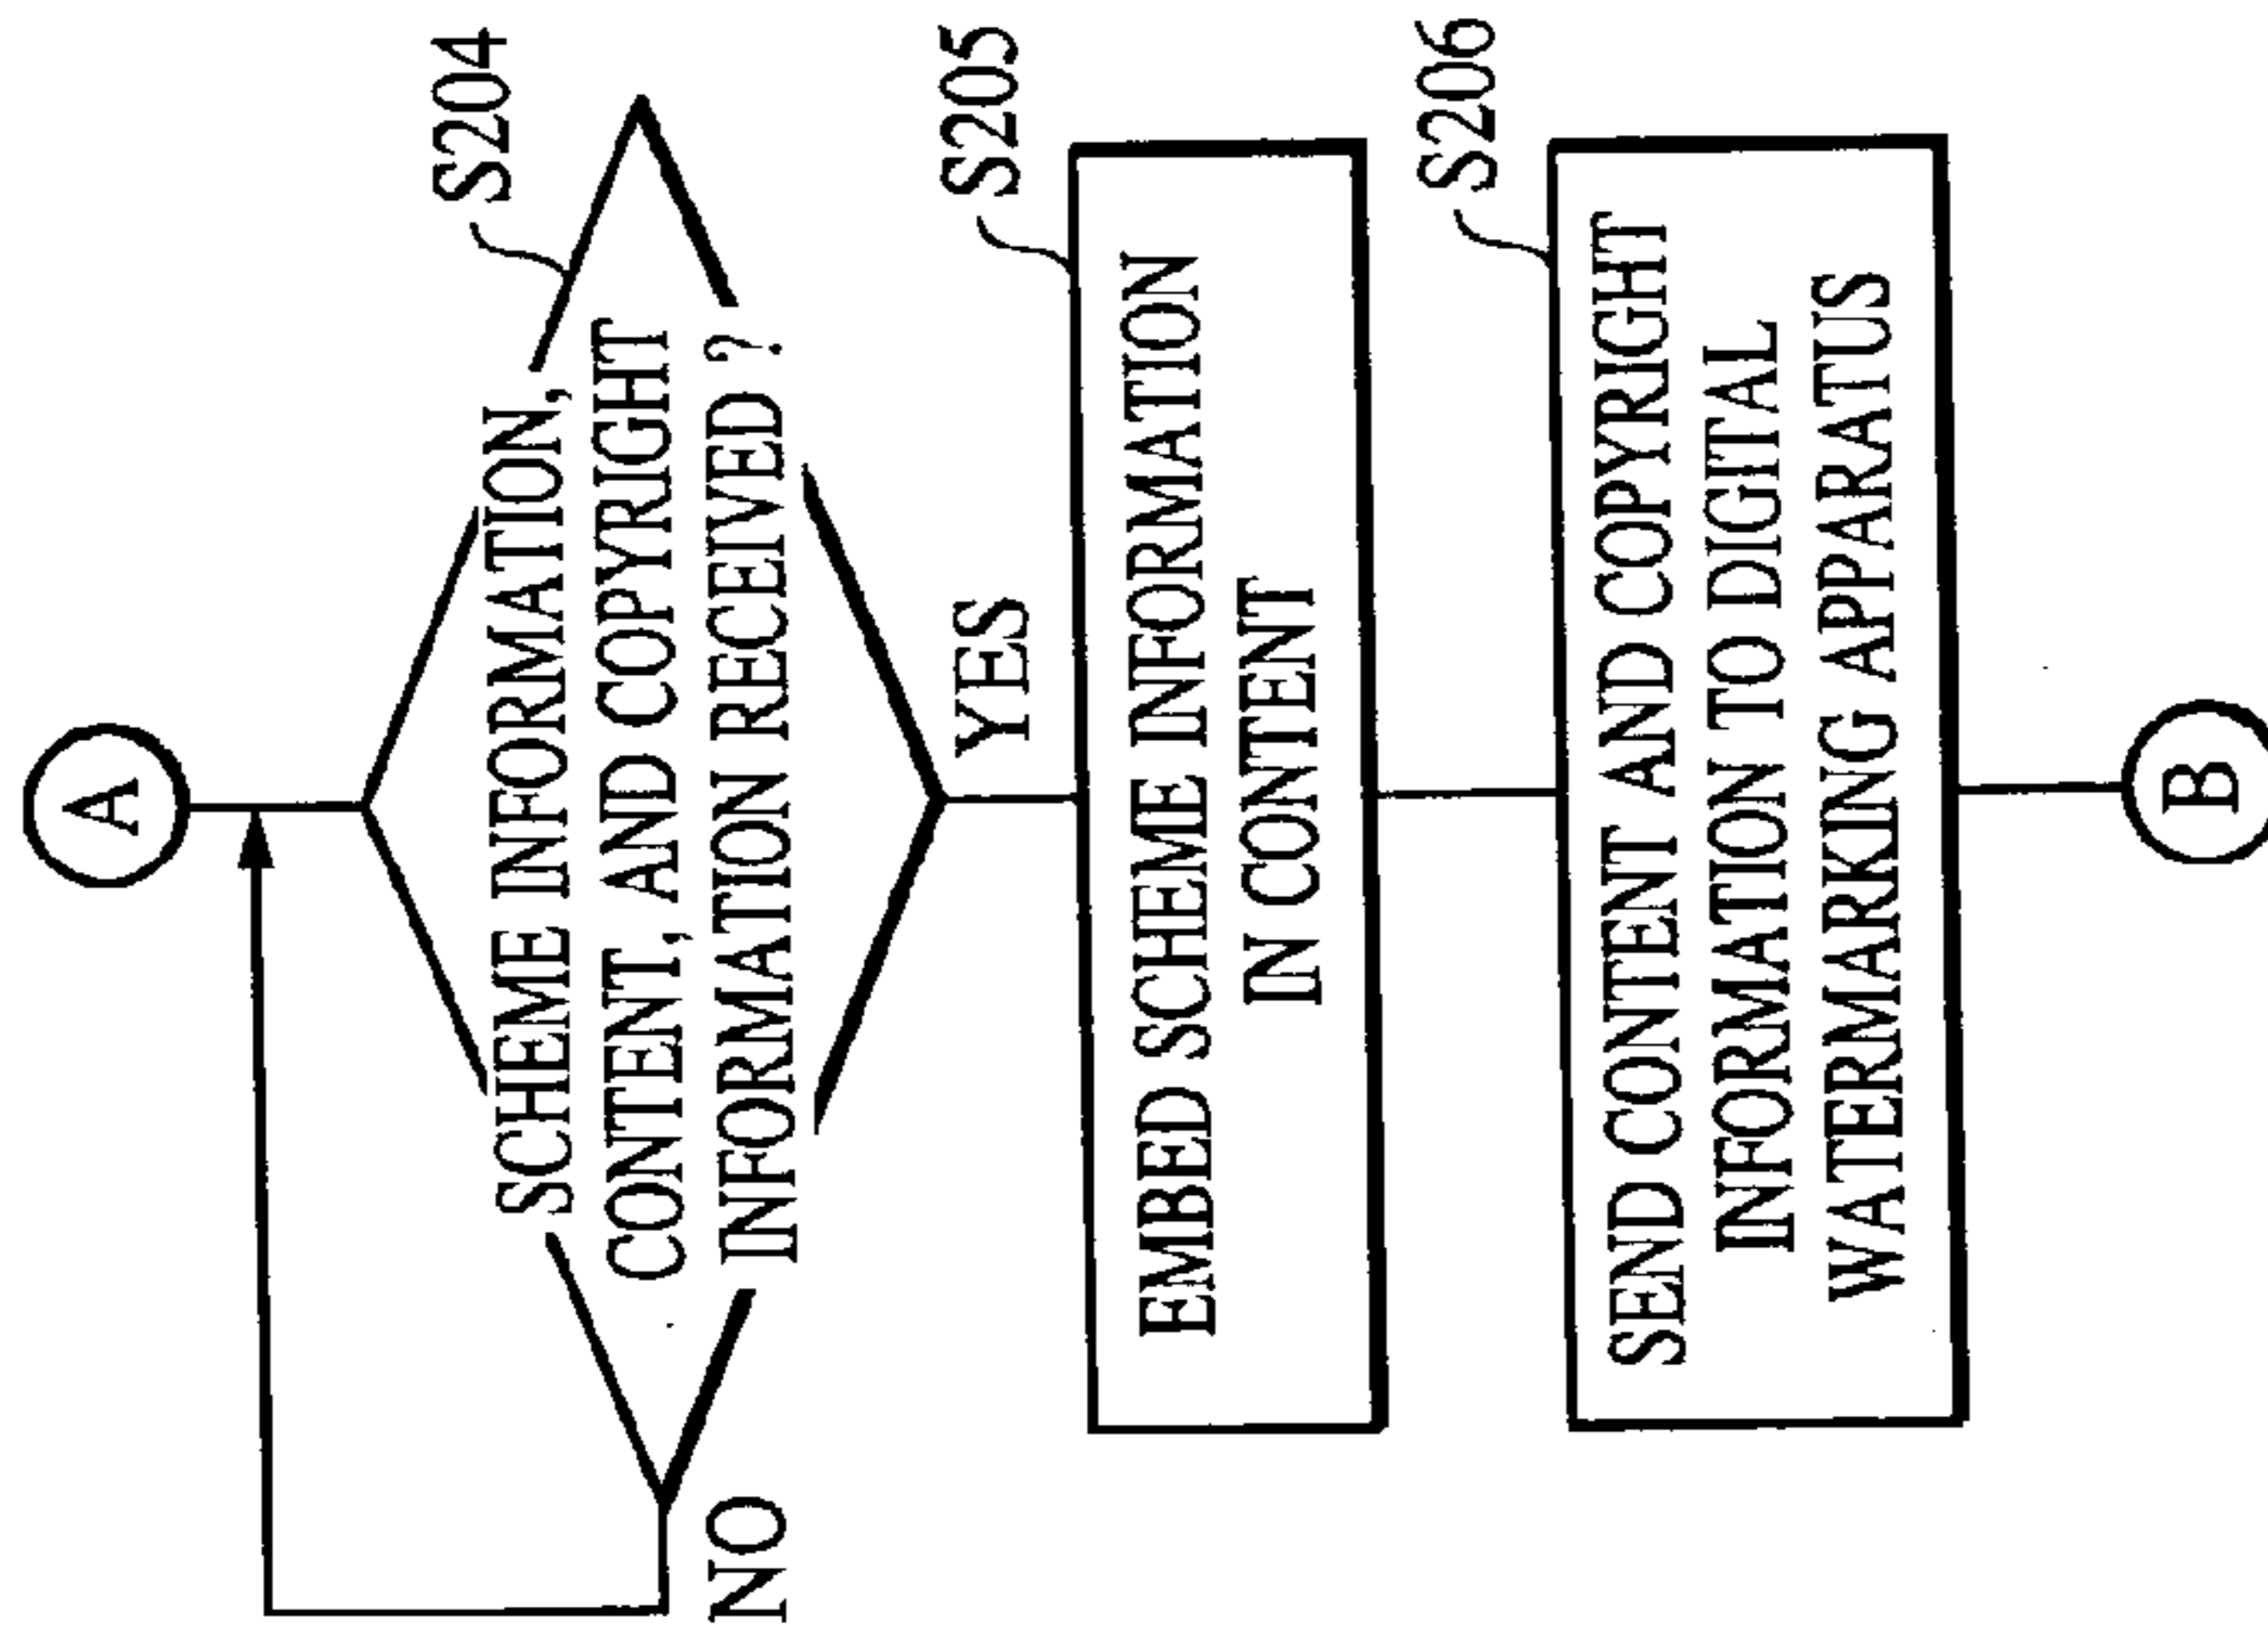 A
S204
SCHEME INFORMATION,
CONTENT, AND COPYRIGHT
INFORMATION RECEIVED ?
NO
YES
S205
EMBED SCHEME INFORMATION
IN CONTENT
S206
SEND CONTENT AND COPYRIGHT
INFORMATION TO DIGITAL
WATERMARKING APPARATUS
B